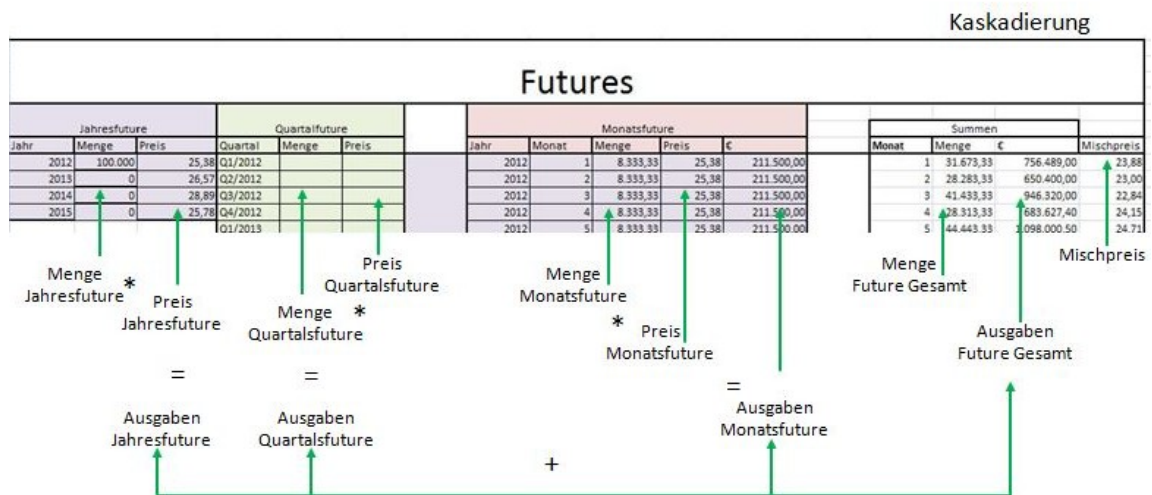 Kaskadierung
Futures
Jahresfuture Quartalfuture Monatsfuture Summen
Jahr Menge Preis Quartal Menge Preis Jahr Monat Menge Preis € Monat Menge € Mischpreis
2012 100.000 25,38 Q1/2012 2012 1 8.333,33 25,38 211.500,00 1 31.673,33 756.489,00 23,88
2013 0 26,57 Q2/2012 2012 2 8.333,33 25,38 211.500,00 2 28.283,33 650.400,00 23,00
2014 0 28,89 Q3/2012 2012 3 8.333,33 25,38 211.500,00 3 41.433,33 946.320,00 22,84
2015 0 25,78 Q4/2012 2012 4 8.333,33 25,38 211.500,00 4 28.313,33 683.627,40 24,15
Q1/2013 2012 5 8.333,33 25,38 211.500,00 5 44.443,33 1.098.000,50 24,71
Menge
Jahresfuture
*
Preis
Jahresfuture
=
Ausgaben
Jahresfuture
Menge
Quartalsfuture
*
Preis
Quartalsfuture
=
Ausgaben
Quartalsfuture
+
Menge
Monatsfuture
*
Preis
Monatsfuture
=
Ausgaben
Monatsfuture
Menge
Future Gesamt
Ausgaben
Future Gesamt
Mischpreis